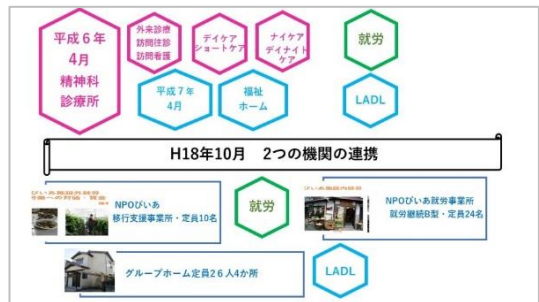 平成６年
4月
精神科
診療所
外来診療
訪問往診
訪問看護
デイケア
ショートケア
ナイケア
デイナイト
ケア
就労
平成７年
4月
福祉
ホーム
LADL
H18年10月　2つの機関の連携
NPOぴいあ
移行支援事業所・定員10名
就労
NPOぴいあ就労事業所
就労継続B型・定員24名
グループホーム定員2６人4か所
LADL